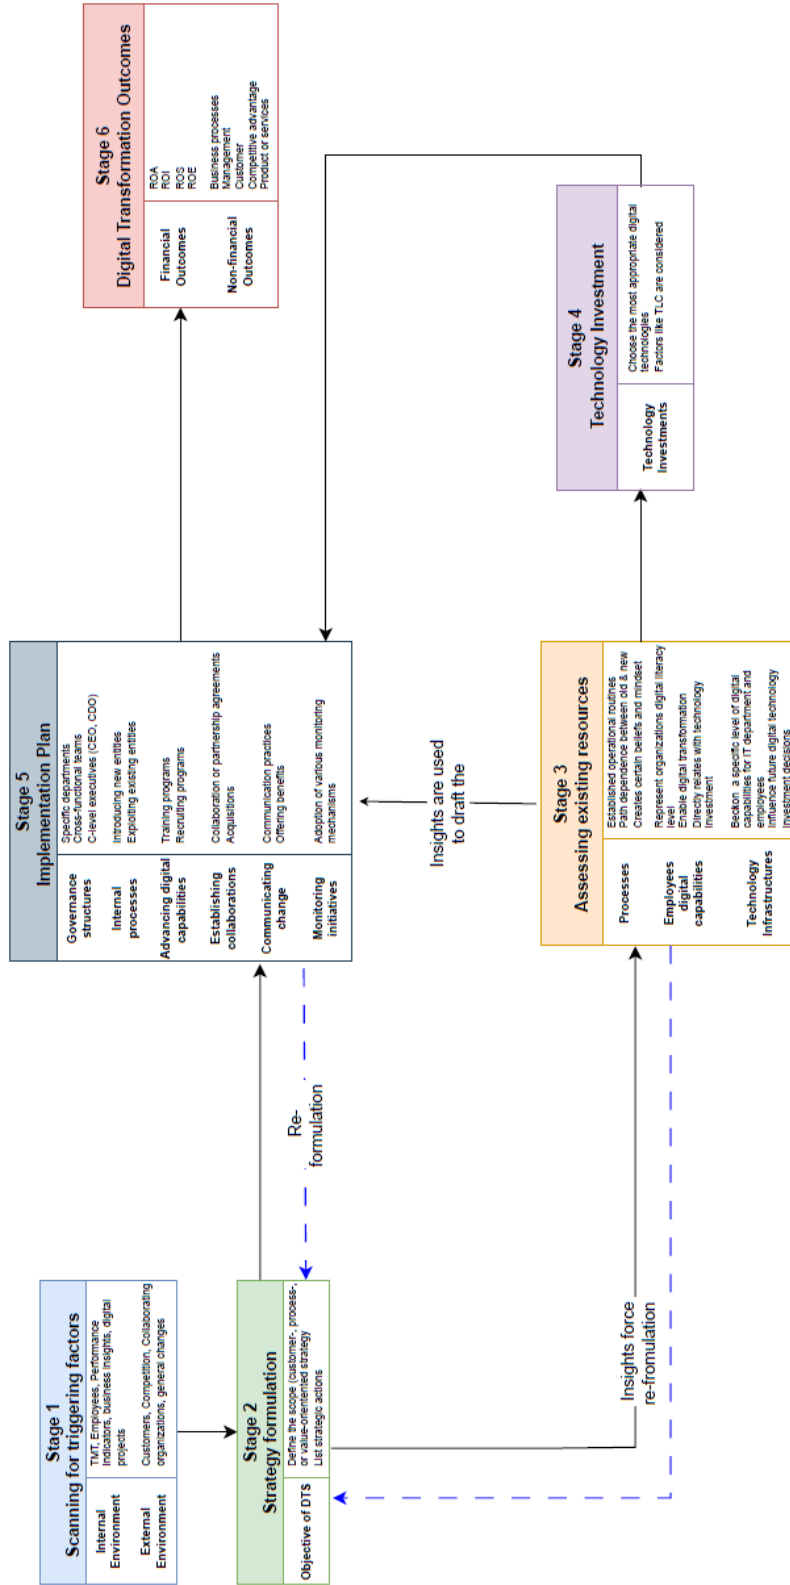 Stage 1
Scanning for triggering factors
Internal
Environment
TMT, Employees, Performance
Indicators, business insights, digital
projects
External
Environment
Customers, Competition, Collaborating
organizations, general changes
Stage 2
Strategy formulation
Objective of DTS
Define the scope (customer-, process-,
or value-orientented strategy
List strategic actions
Insights force
re-fromulation
Re-
formulation
Stage 3
Assessing existing resources
Processes
Established operational routines
Path dependence between old & new
Creates certain beliefs and mindset
Employees
digital
capabilities
Represent organizations digital literacy
level
Enable digital transformation
Directly relates with technology
Investment
Technology
Infrastructures
Beckon a specific level of digital
capabilities for IT department and
employees
Influence future digital technology
Investment decisions
Insights are used
to draft the
Stage 4
Technology Investment
Technology
Investments
Choose the most appropriate digital
technologies
Factors like TLC are considered
Stage 5
Implementation Plan
Governance
structures
Specific departments
Cross-functional teams
C-level executives (CEO, CDO)
Internal
processes
Introducing new entities
Exploiting existing entities
Advancing digital
capabilities
Training programs
Recruting programs
Establishing
collaborations
Collaboration or partnership agreements
Acquisitions
Communicating
change
Communication practices
Offering benefits
Monitoring
initiatives
Adoption of various monitoring
mechanisms
Stage 6
Digital Transformation Outcomes
Financial
Outcomes
ROA
ROI
ROS
ROE
Non-financial
Outcomes
Business processes
Management
Customer
Competitive advantage
Product or services